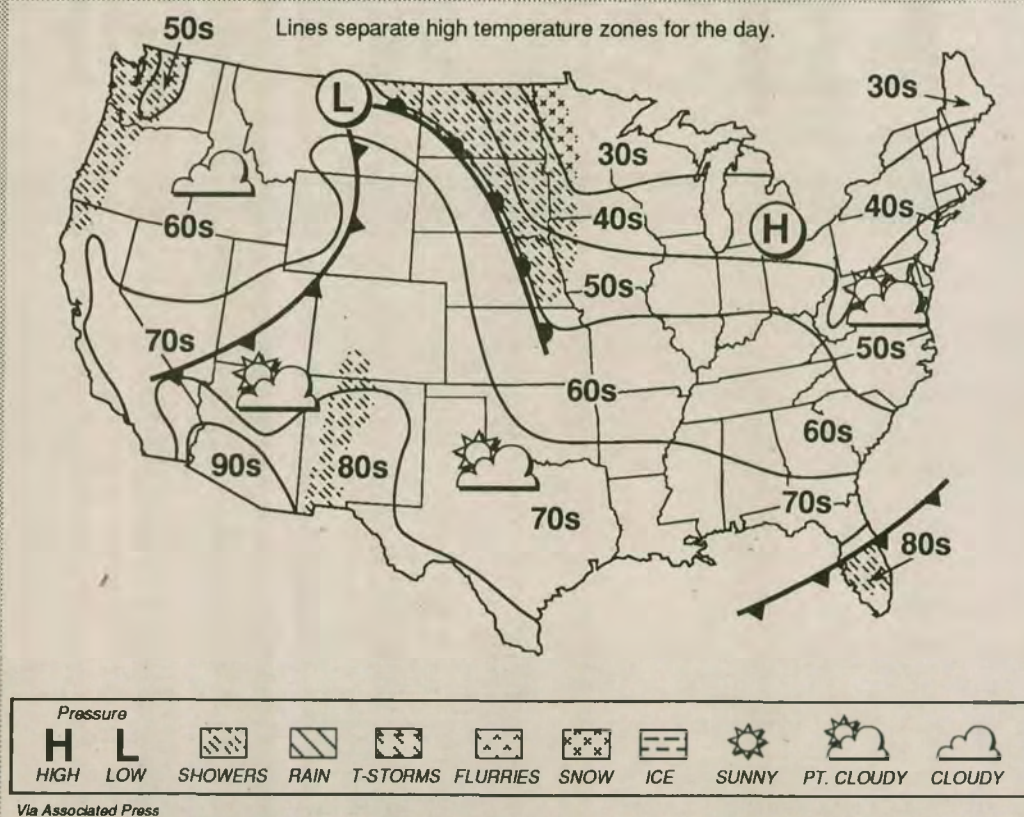 Lines separate high temperature zones for the day.
50s
L
30s
30s
40s
60s
40s
H
50s
70s
50s
60s
60s
90s
80s
70s
70s
80s
Pressure
H L
HIGH LOW SHOWERS RAIN T-STORMS FLURRIES SNOW ICE SUNNY PT. CLOUDY CLOUDY
Via Associated Press